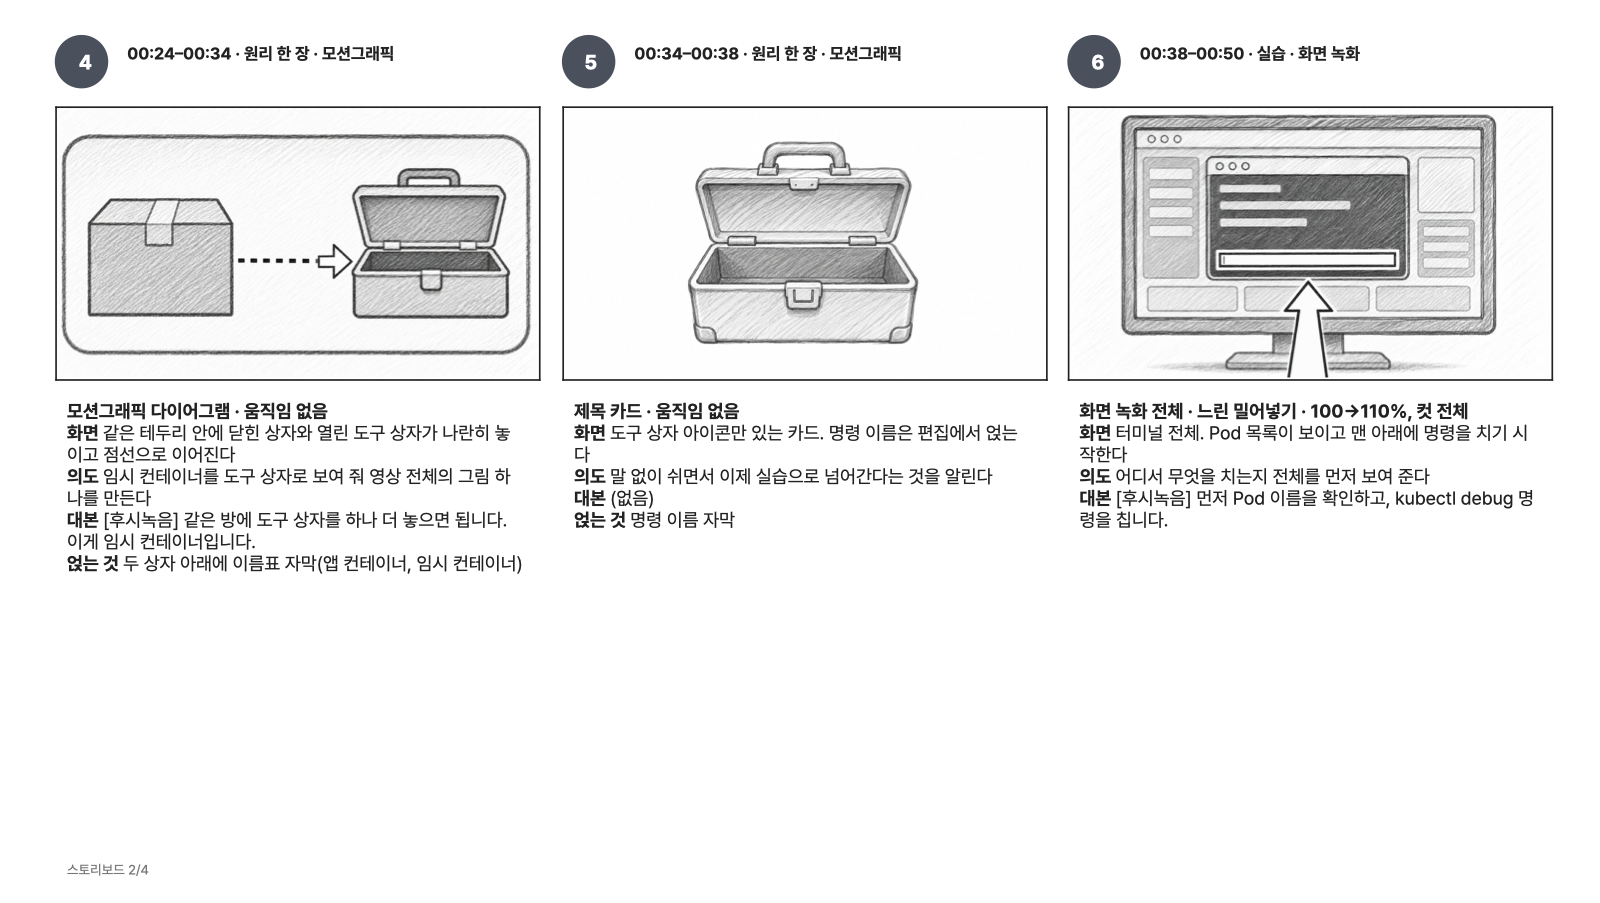 4
00:24–00:34 · 원리 한 장 · 모션그래픽
모션그래픽 다이어그램 · 움직임 없음
화면 같은 테두리 안에 닫힌 상자와 열린 도구 상자가 나란히 놓
이고 점선으로 이어진다
의도 임시 컨테이너를 도구 상자로 보여 줘 영상 전체의 그림 하
나를 만든다
대본 [후시녹음] 같은 방에 도구 상자를 하나 더 놓으면 됩니다.
이게 임시 컨테이너입니다.
얹는 것 두 상자 아래에 이름표 자막(앱 컨테이너, 임시 컨테이너)
5
00:34–00:38 · 원리 한 장 · 모션그래픽
제목 카드 · 움직임 없음
화면 도구 상자 아이콘만 있는 카드. 명령 이름은 편집에서 얹는
다
의도 말 없이 쉬면서 이제 실습으로 넘어간다는 것을 알린다
대본 (없음)
얹는 것 명령 이름 자막
6
00:38–00:50 · 실습 · 화면 녹화
화면 녹화 전체 · 느린 밀어넣기 · 100→110%, 컷 전체
화면 터미널 전체. Pod 목록이 보이고 맨 아래에 명령을 치기 시
작한다
의도 어디서 무엇을 치는지 전체를 먼저 보여 준다
대본 [후시녹음] 먼저 Pod 이름을 확인하고, kubectl debug 명
령을 칩니다.
스토리보드 2/4